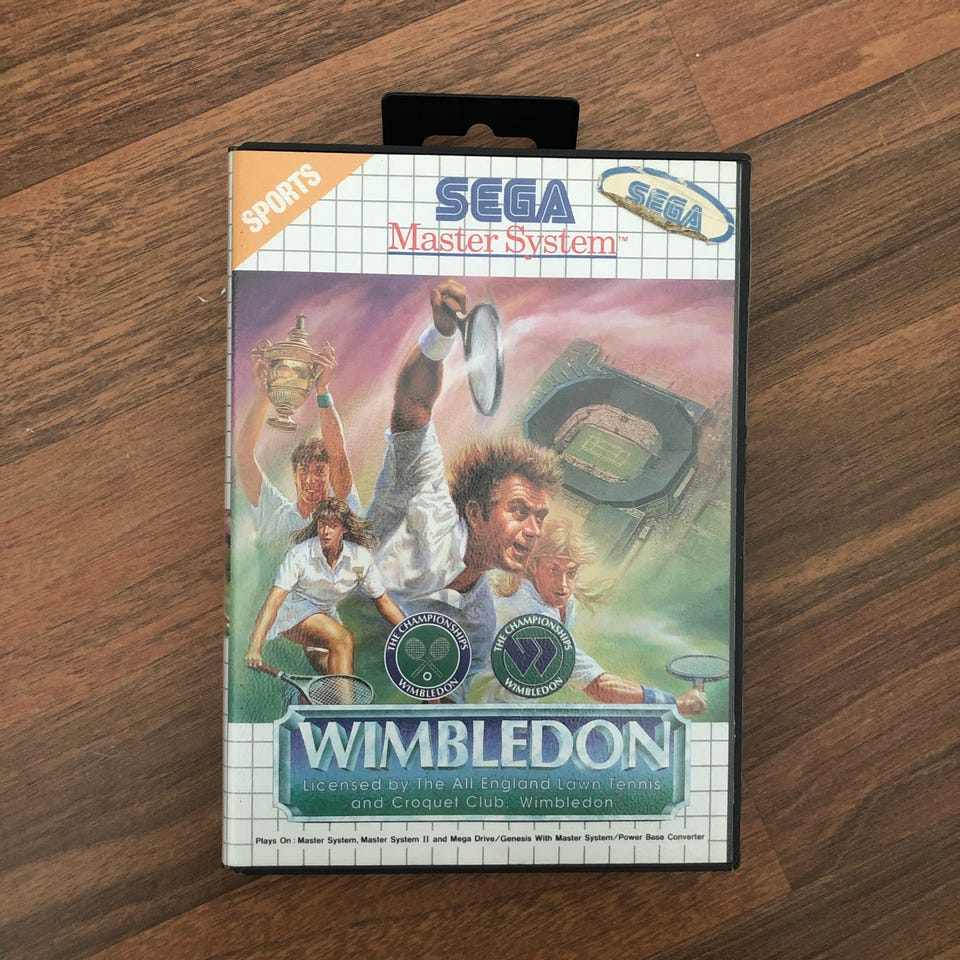 SPORTS
SEGA
Master System™
SEGA
THE CHAMPIONSHIPS
WIMBLEDON
THE CHAMPIONSHIPS
WIMBLEDON
WIMBLEDON
Licensed by The All England Lawn Tennis
and Croquet Club, Wimbledon
Plays On : Master System, Master System II and Mega Drive/Genesis With Master System/Power Base Converter